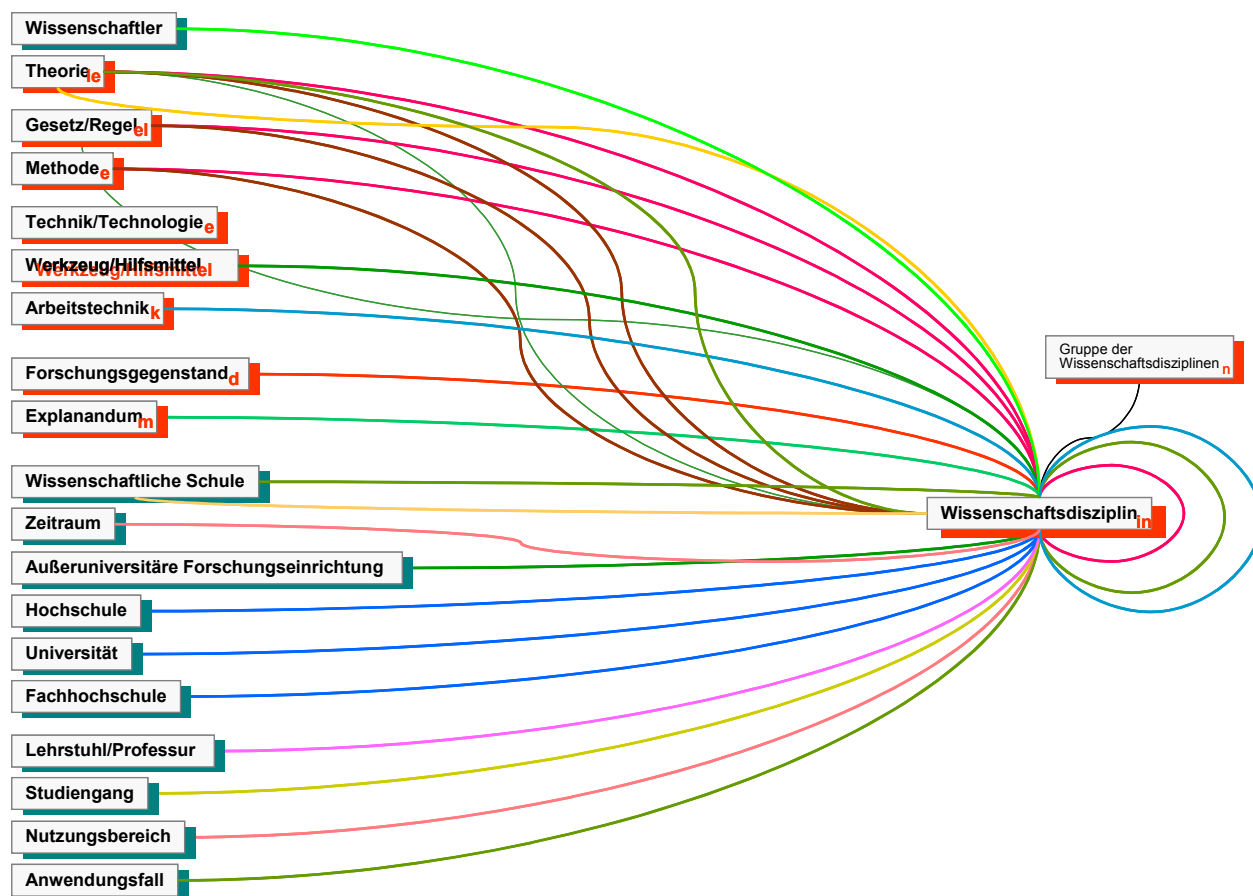 Wissenschaftler
Theorie
Gesetz/Regel
Methode
Technik/Technologie
Werkzeug/Hilfsmittel
Arbeitstechnik
Forschungsgegenstand
Explanandum
Gruppe der
Wissenschaftsdisziplinen
Wissenschaftliche Schule
Zeitraum
Wissenschaftsdisziplin
Außeruniversitäre Forschungseinrichtung
Hochschule
Universität
Fachhochschule
Lehrstuhl/Professur
Studiengang
Nutzungsbereich
Anwendungsfall